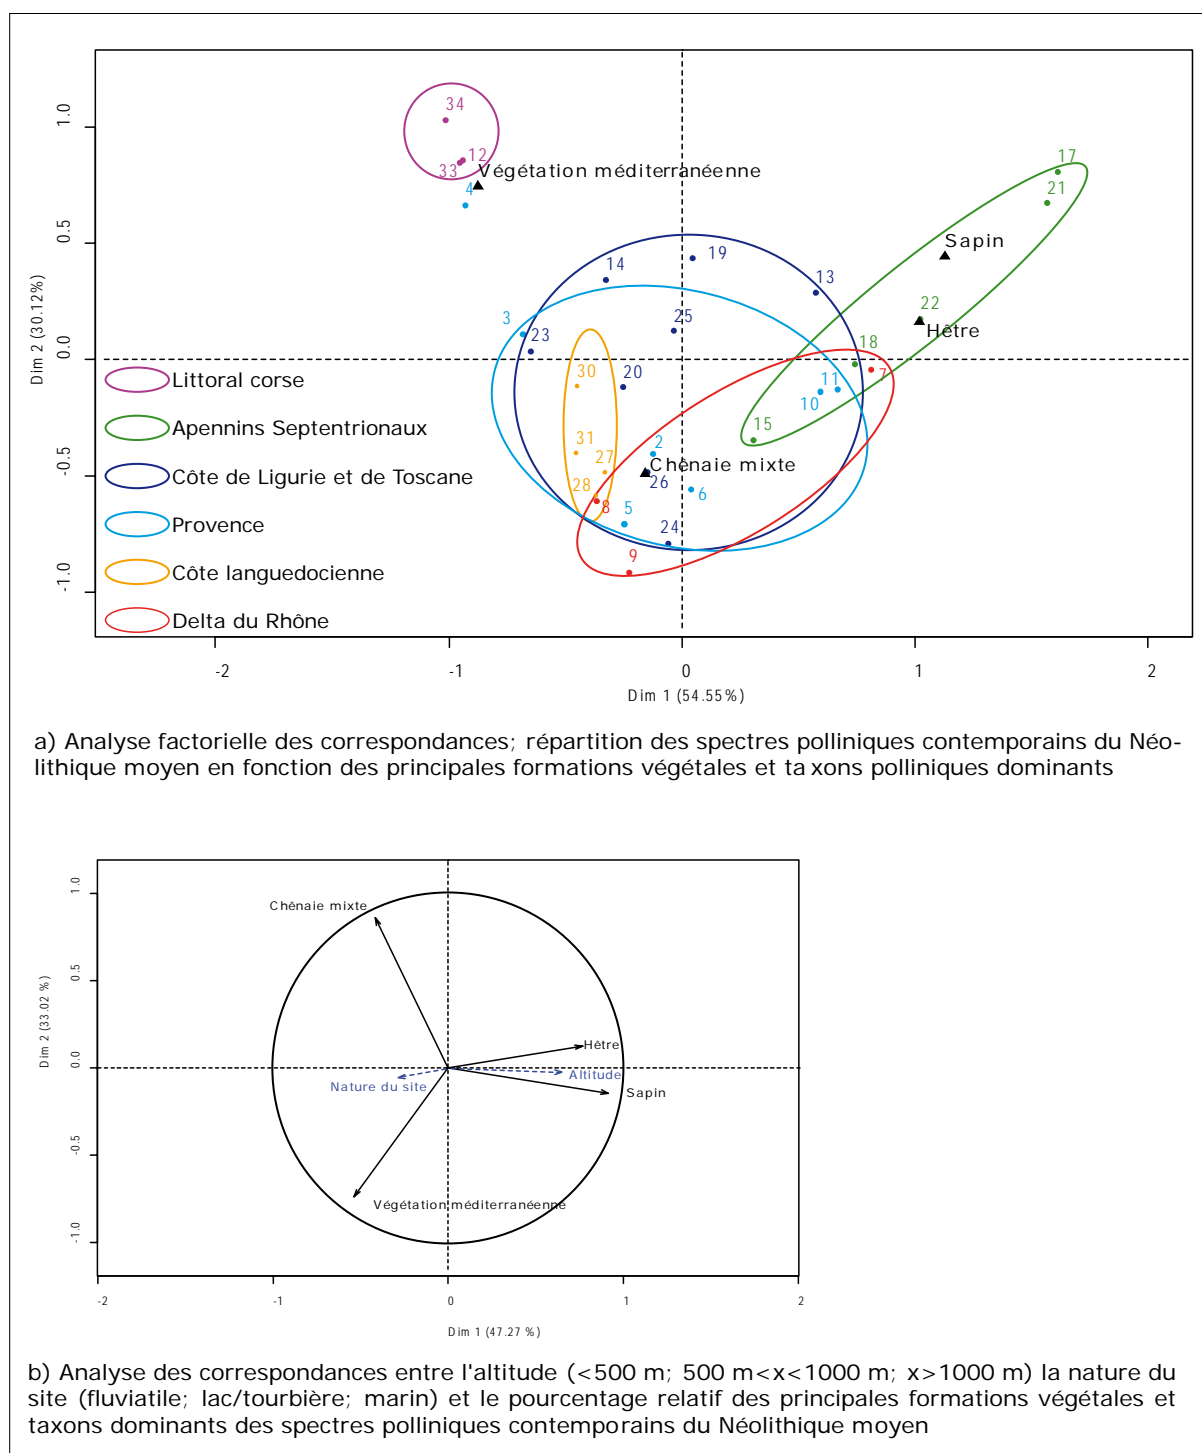 34
12
33
Végétation méditerranéenne
4
17
21
Sapin
22
Hêtre
19
14
13
25
3
23
18
7
30
20
11
10
15
31
27
2
Chênaie mixte
26
28
8
6
5
24
9
Littoral corse
Apennins Septentrionaux
Côte de Ligurie et de Toscane
Provence
Côte languedocienne
Delta du Rhône
1.0
0.5
0.0
-0.5
-1.0
Dim 2 (30.12%)
-2 -1 0 1 2
Dim 1 (54.55%)
a) Analyse factorielle des correspondances; répartition des spectres polliniques contemporains du Néo-
lithique moyen en fonction des principales formations végétales et taxons polliniques dominants
Chênaie mixte
Hêtre
Altitude
Nature du site
Sapin
Végétation méditerranéenne
1.0
0.5
0.0
-0.5
-1.0
Dim 2 (33.02 %)
-2 -1 0 1 2
Dim 1 (47.27 %)
b) Analyse des correspondances entre l'altitude (<500 m; 500 m<x<1000 m; x>1000 m) la nature du
site (fluviatile; lac/tourbière; marin) et le pourcentage relatif des principales formations végétales et
taxons dominants des spectres polliniques contemporains du Néolithique moyen